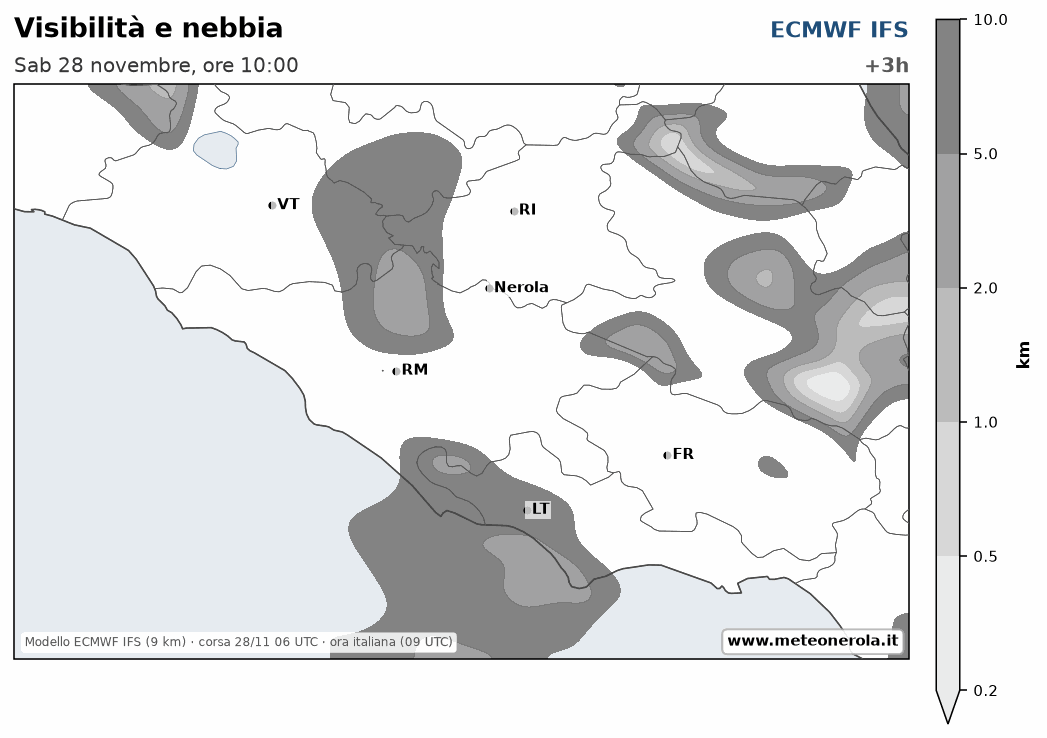 Visibilità e nebbia
ECMWF IFS
Sab 28 novembre, ore 10:00
+3h
10.0
5.0
VT
RI
Nerola
2.0
km
RM
1.0
FR
LT
0.5
Modello ECMWF IFS (9 km) · corsa 28/11 06 UTC · ora italiana (09 UTC)
www.meteonerola.it
0.2